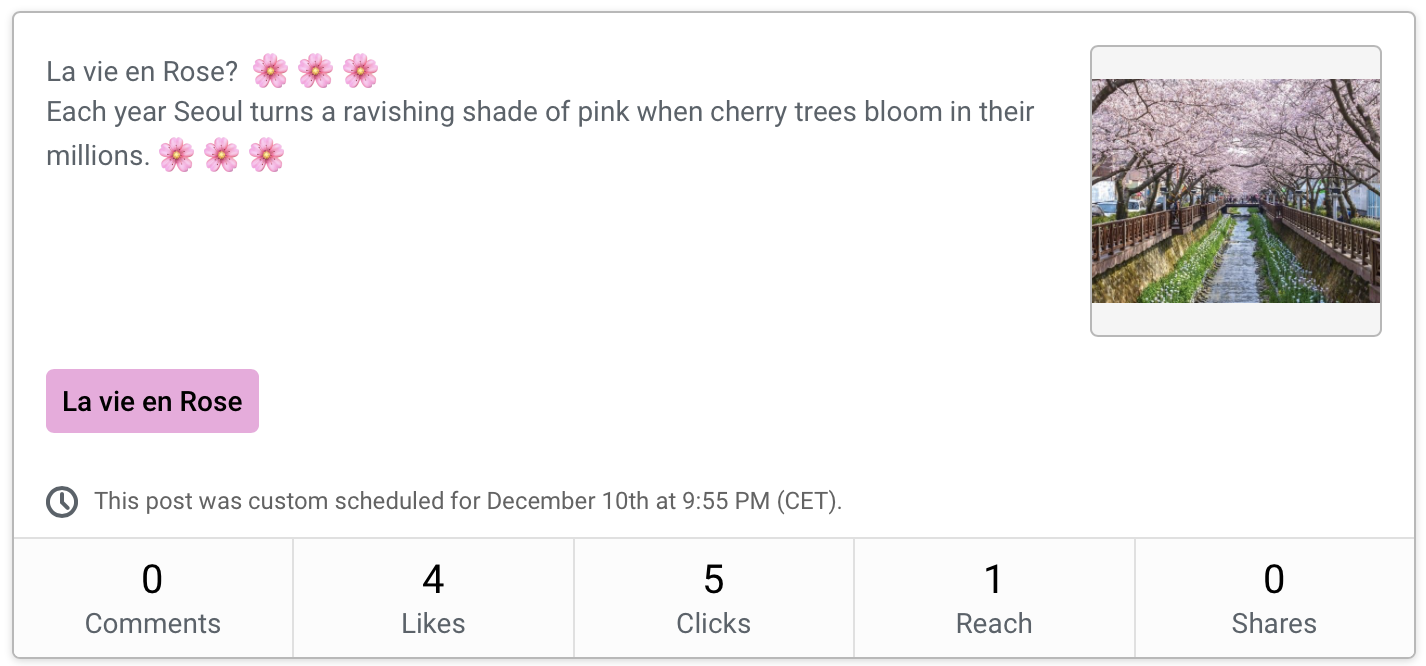 La vie en Rose? 🌸 🌸 🌸
Each year Seoul turns a ravishing shade of pink when cherry trees bloom in their
millions. 🌸 🌸 🌸
La vie en Rose
This post was custom scheduled for December 10th at 9:55 PM (CET).
0 4 5 1 0
Comments Likes Clicks Reach Shares